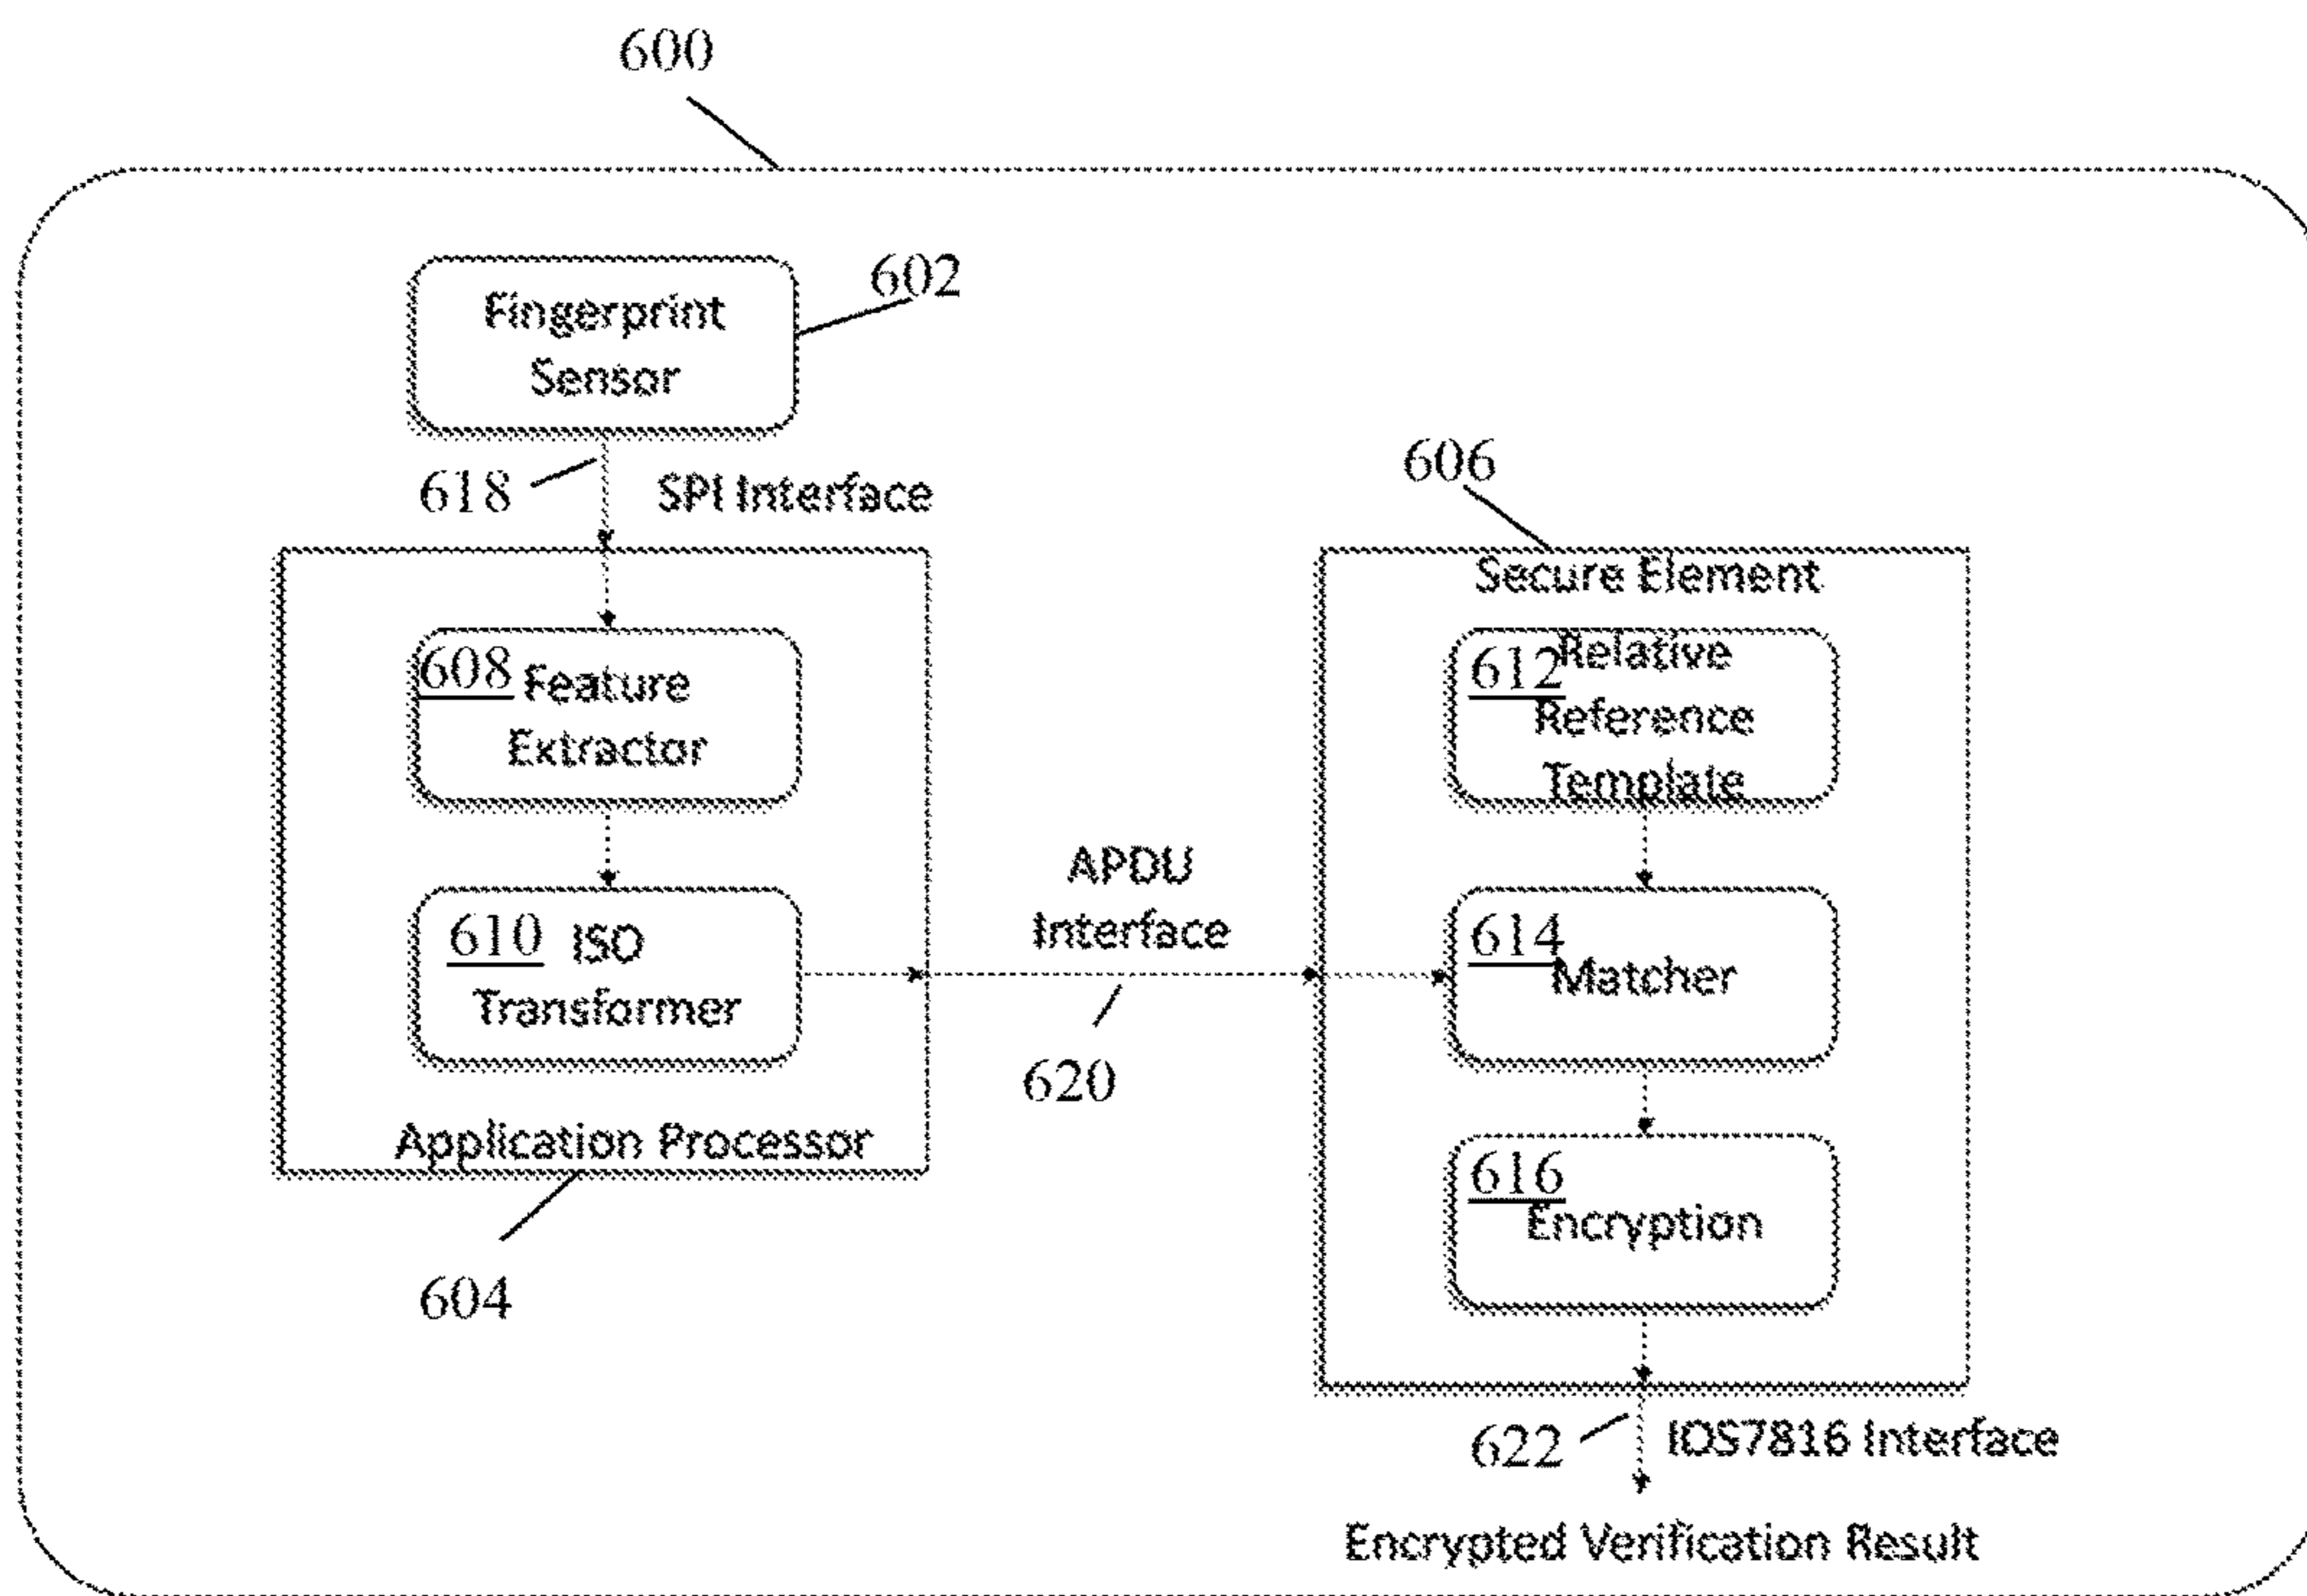 600
602
Fingerprint
Sensor
618
SPI Interface
606
Secure Element
608 Feature
Extractor
612 Relative
Reference
Template
610 ISO
Transformer
APDU
Interface
620
614
Matcher
Application Processor
604
616
Encryption
622
IOS7816 Interface
Encrypted Verification Result